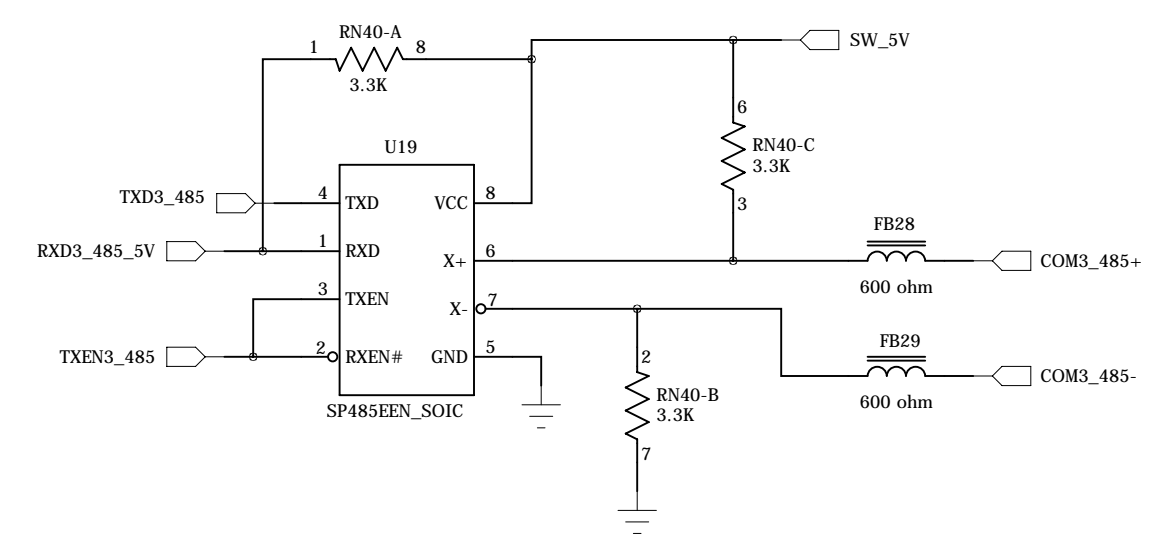 RN40-A
1 8
3.3K
SW_5V
6
RN40-C
3.3K
3
U19
TXD3_485 4 TXD VCC 8
RXD3_485_5V 1 RXD X+ 6
FB28
600 ohm
COM3_485+
3 TXEN X- 7
TXEN3_485 2 RXEN# GND 5
SP485EEN_SOIC
2
RN40-B
3.3K
7
FB29
600 ohm
COM3_485-